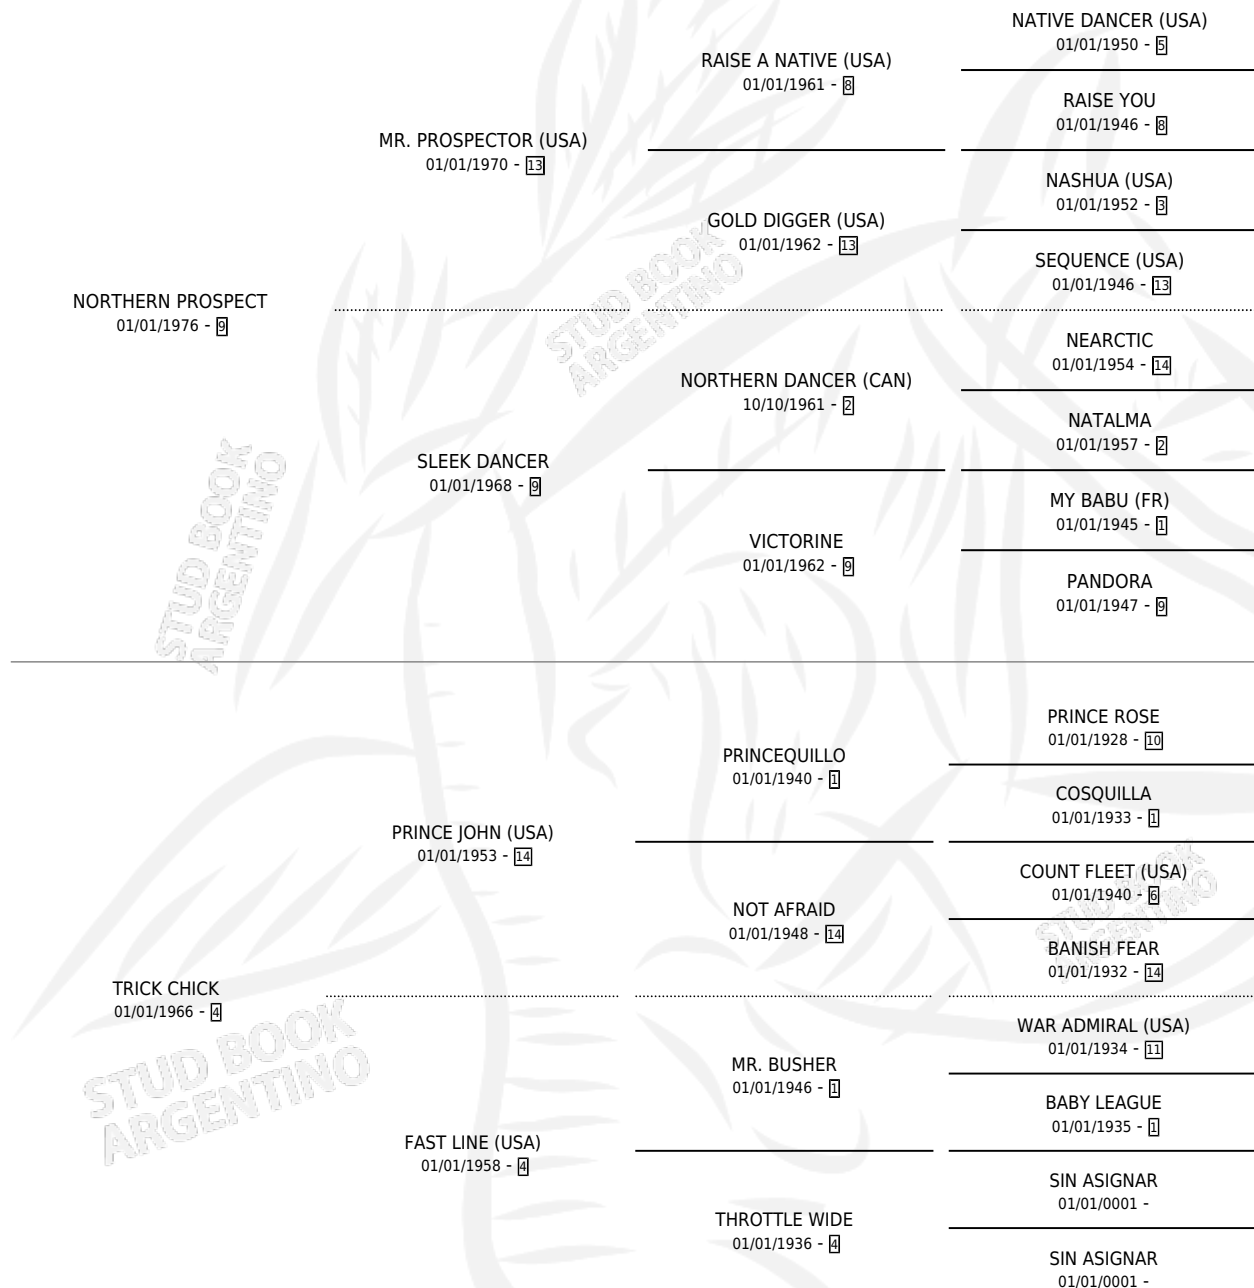 NATIVE DANCER (USA)
01/01/1950 - 5
RAISE A NATIVE (USA)
01/01/1961 - 8
RAISE YOU
01/01/1946 - 8
MR. PROSPECTOR (USA)
01/01/1970 - 13
NASHUA (USA)
01/01/1952 - 3
GOLD DIGGER (USA)
01/01/1962 - 13
SEQUENCE (USA)
01/01/1946 - 13
NORTHERN PROSPECT
01/01/1976 - 9
STUD BOOK
ARGENTINO
NEARCTIC
01/01/1954 - 14
NORTHERN DANCER (CAN)
10/10/1961 - 2
NATALMA
01/01/1957 - 2
SLEEK DANCER
01/01/1968 - 9
MY BABU (FR)
01/01/1945 - 1
VICTORINE
01/01/1962 - 9
PANDORA
01/01/1947 - 9
STUD BOOK
ARGENTINO
PRINCE ROSE
01/01/1928 - 10
PRINCEQUILLO
01/01/1940 - 1
COSQUILLA
01/01/1933 - 1
PRINCE JOHN (USA)
01/01/1953 - 14
COUNT FLEET (USA)
01/01/1940 - 6
NOT AFRAID
01/01/1948 - 14
BANISH FEAR
01/01/1932 - 14
STUD BOOK
ARGENTINO
TRICK CHICK
01/01/1966 - 4
WAR ADMIRAL (USA)
01/01/1934 - 11
MR. BUSHER
01/01/1946 - 1
BABY LEAGUE
01/01/1935 - 1
STUD BOOK
ARGENTINO
FAST LINE (USA)
01/01/1958 - 4
SIN ASIGNAR
01/01/0001 -
THROTTLE WIDE
01/01/1936 - 4
SIN ASIGNAR
01/01/0001 -